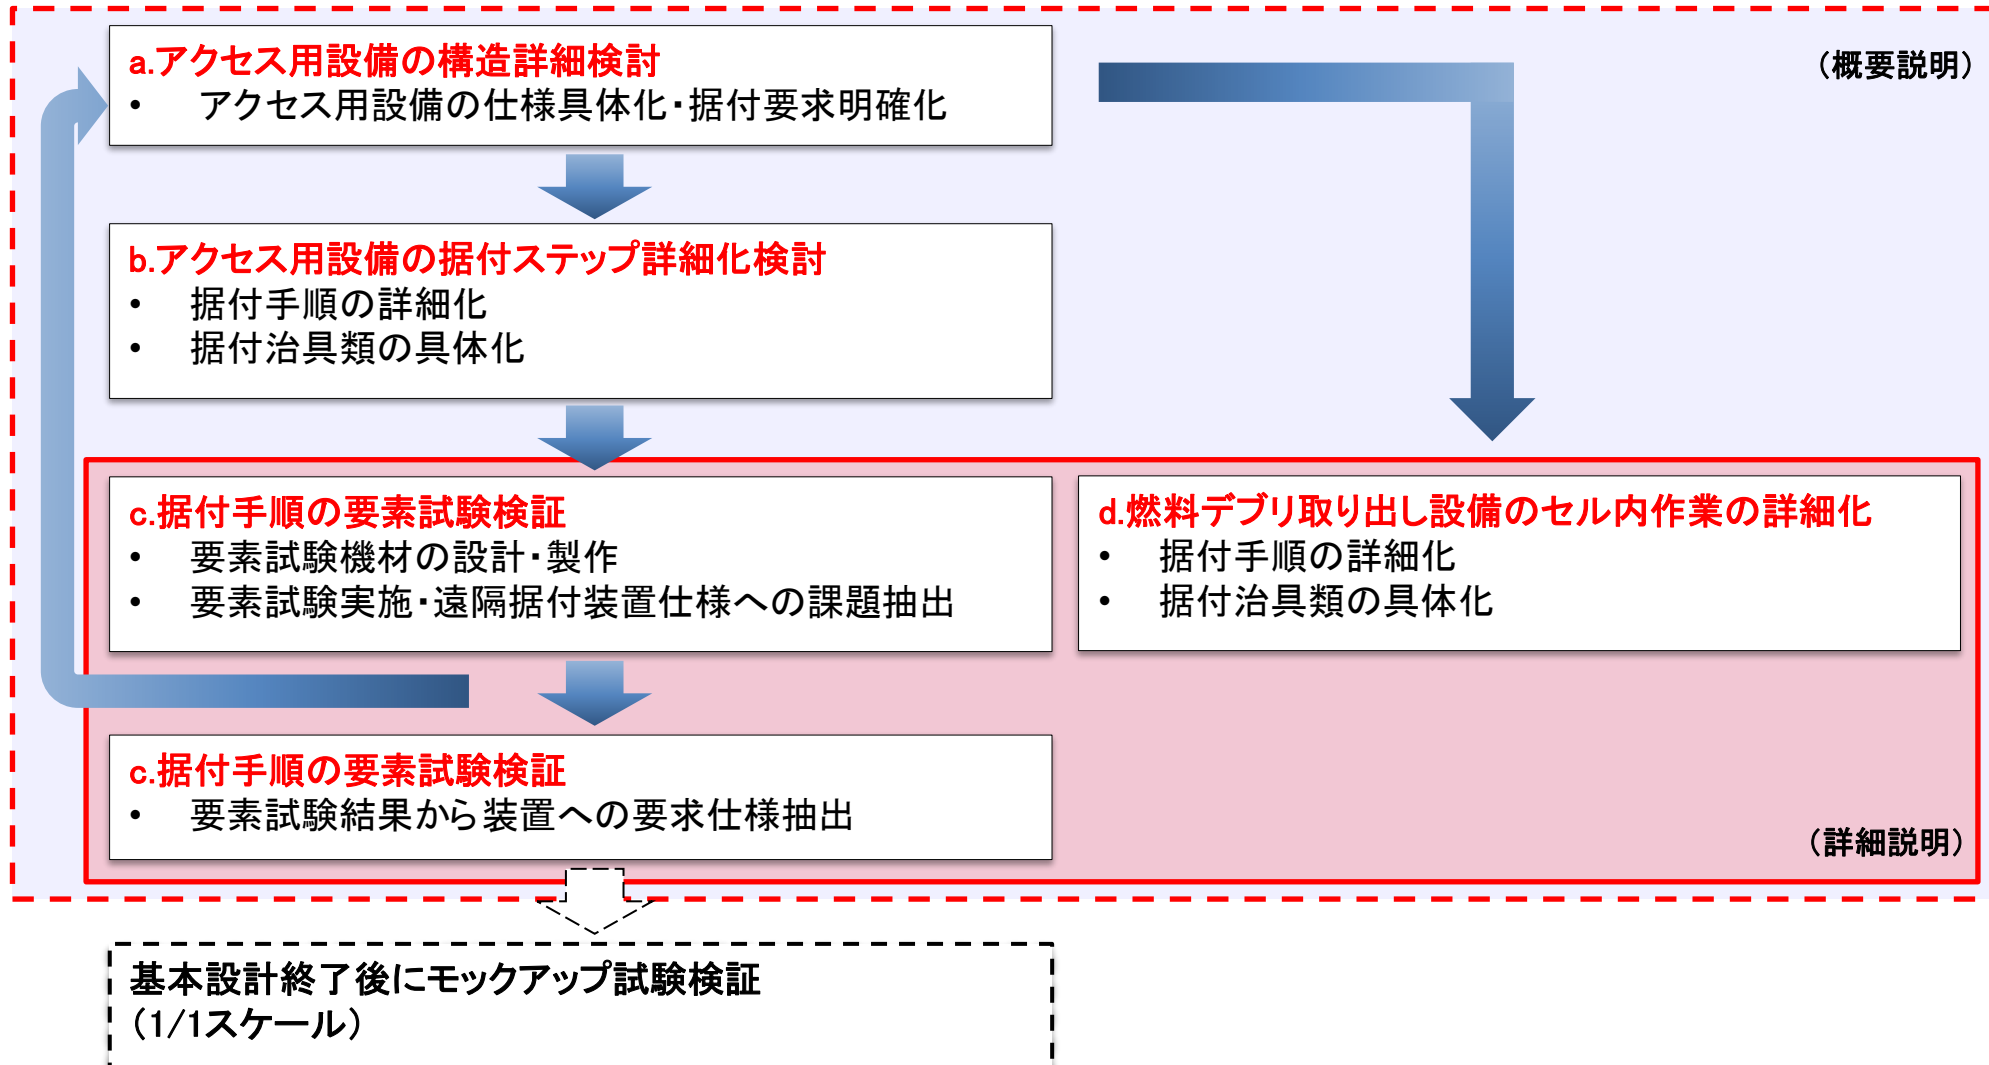 a.アクセス用設備の構造詳細検討
• アクセス用設備の仕様具体化・据付要求明確化
（概要説明）
b.アクセス用設備の据付ステップ詳細化検討
• 据付手順の詳細化
• 据付治具類の具体化
c.据付手順の要素試験検証
• 要素試験機材の設計・製作
• 要素試験実施・遠隔据付装置仕様への課題抽出
d.燃料デブリ取り出し設備のセル内作業の詳細化
• 据付手順の詳細化
• 据付治具類の具体化
c.据付手順の要素試験検証
• 要素試験結果から装置への要求仕様抽出
（詳細説明）
基本設計終了後にモックアップ試験検証
（1/1スケール）